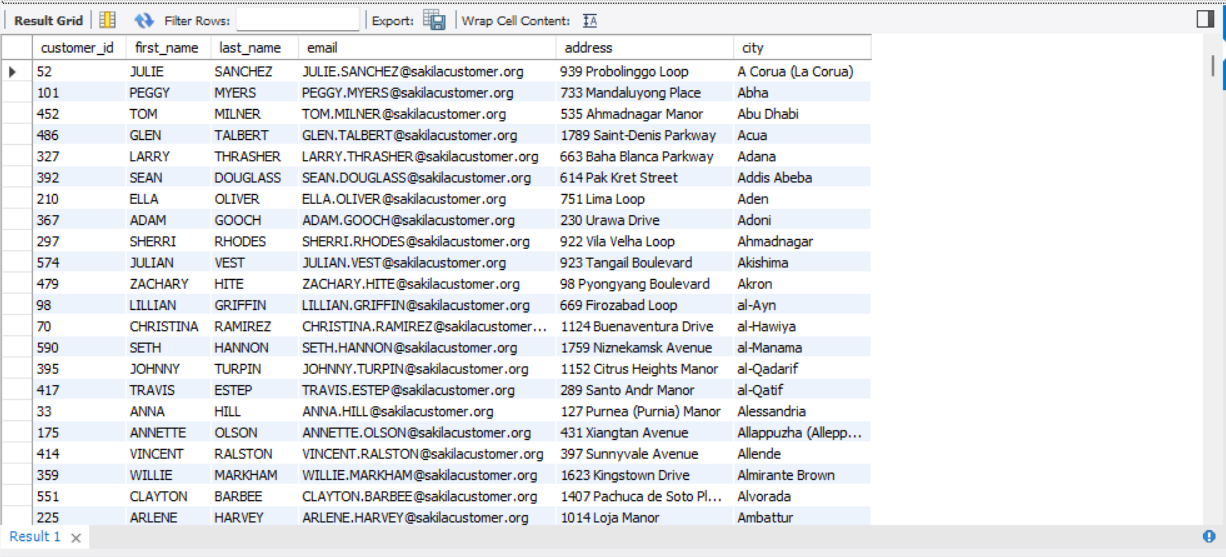 Result Grid Filter Rows: Export: Wrap Cell Content: IA
customer_id first_name last_name email address city
52 JULIE SANCHEZ JULIE.SANCHEZ@sakilacustomer.org 939 Probolinggo Loop A Corua (La Corua)
101 PEGGY MYERS PEGGY.MYERS@sakilacustomer.org 733 Mandaluyong Place Abha
452 TOM MILNER TOM.MILNER@sakilacustomer.org 535 Ahmadnagar Manor Abu Dhabi
486 GLEN TALBERT GLEN.TALBERT@sakilacustomer.org 1789 Saint-Denis Parkway Acua
327 LARRY THRASHER LARRY.THRASHER@sakilacustomer.org 663 Baha Blanca Parkway Adana
392 SEAN DOUGLASS SEAN.DOUGLASS@sakilacustomer.org 614 Pak Kret Street Addis Abeba
210 ELLA OLIVER ELLA.OLIVER@sakilacustomer.org 751 Lima Loop Aden
367 ADAM GOOCH ADAM.GOOCH@sakilacustomer.org 230 Urawa Drive Adoni
297 SHERRI RHODES SHERRI.RHODES@sakilacustomer.org 922 Vila Velha Loop Ahmadnagar
574 JULIAN VEST JULIAN.VEST@sakilacustomer.org 923 Tangail Boulevard Akishima
479 ZACHARY HITE ZACHARY.HITE@sakilacustomer.org 98 Pyongyang Boulevard Akron
98 LILLIAN GRIFFIN LILLIAN.GRIFFIN@sakilacustomer.org 669 Firozabad Loop al-Ayn
70 CHRISTINA RAMIREZ CHRISTINA.RAMIREZ@sakilacustomer... 1124 Buenaventura Drive al-Hawiya
590 SETH HANNON SETH.HANNON@sakilacustomer.org 1759 Niznekamsk Avenue al-Manama
395 JOHNNY TURPIN JOHNNY.TURPIN@sakilacustomer.org 1152 Citrus Heights Manor al-Qadarif
417 TRAVIS ESTEP TRAVIS.ESTEP@sakilacustomer.org 289 Santo Andr Manor al-Qatif
33 ANNA HILL ANNA.HILL@sakilacustomer.org 127 Purnea (Purnia) Manor Alessandria
175 ANNETTE OLSON ANNETTE.OLSON@sakilacustomer.org 431 Xiangtan Avenue Allappuzha (Allepp...
414 VINCENT RALSTON VINCENT.RALSTON@sakilacustomer.org 397 Sunnyvale Avenue Allende
359 WILLIE MARKHAM WILLIE.MARKHAM@sakilacustomer.org 1623 Kingstown Drive Almirante Brown
551 CLAYTON BARBEE CLAYTON.BARBEE@sakilacustomer.org 1407 Pachuca de Soto Pl... Alvorada
225 ARLENE HARVEY ARLENE.HARVEY@sakilacustomer.org 1014 Loja Manor Ambattur
Result 1